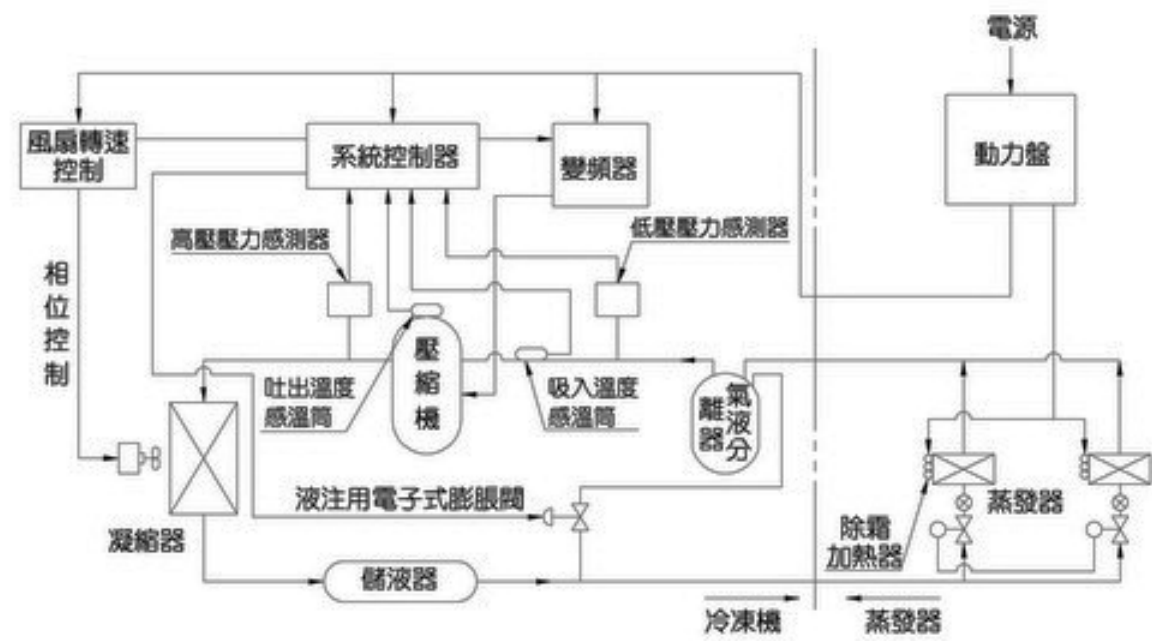 電源
風扇轉速
控制
系統控制器
變頻器
動力盤
高壓壓力感測器
低壓壓力感測器
相位控制
壓縮機
吐出溫度
感溫筒
吸入溫度
感溫筒
氣液分
離器
液注用電子式膨脹閥
蒸發器
凝縮器
除霜
加熱器
儲液器
冷凍機
蒸發器